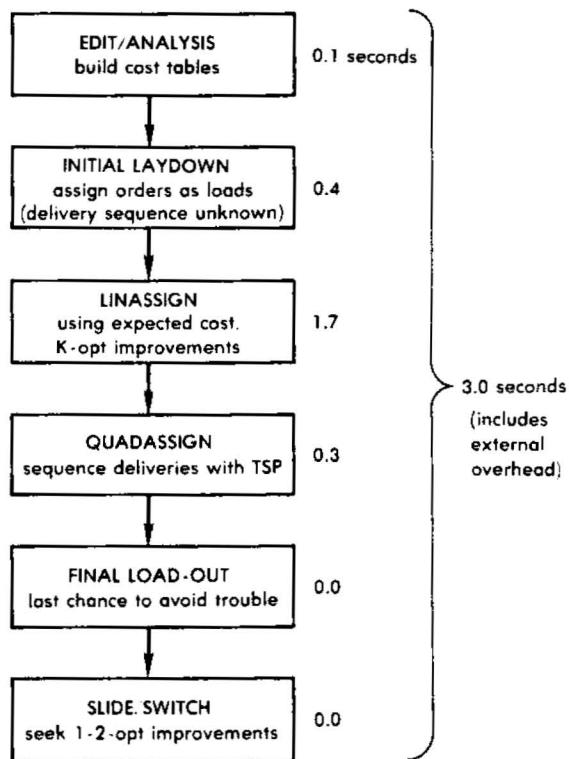 EDIT/ANALYSIS
build cost tables
0.1 seconds
INITIAL LAYDOWN
assign orders as loads
(delivery sequence unknown)
0.4
LINASSIGN
using expected cost.
K-opt improvements
1.7
3.0 seconds
(includes
external
overhead)
QUADASSIGN
sequence deliveries with TSP
0.3
FINAL LOAD-OUT
last chance to avoid trouble
0.0
SLIDE. SWITCH
seek 1-2-opt improvements
0.0